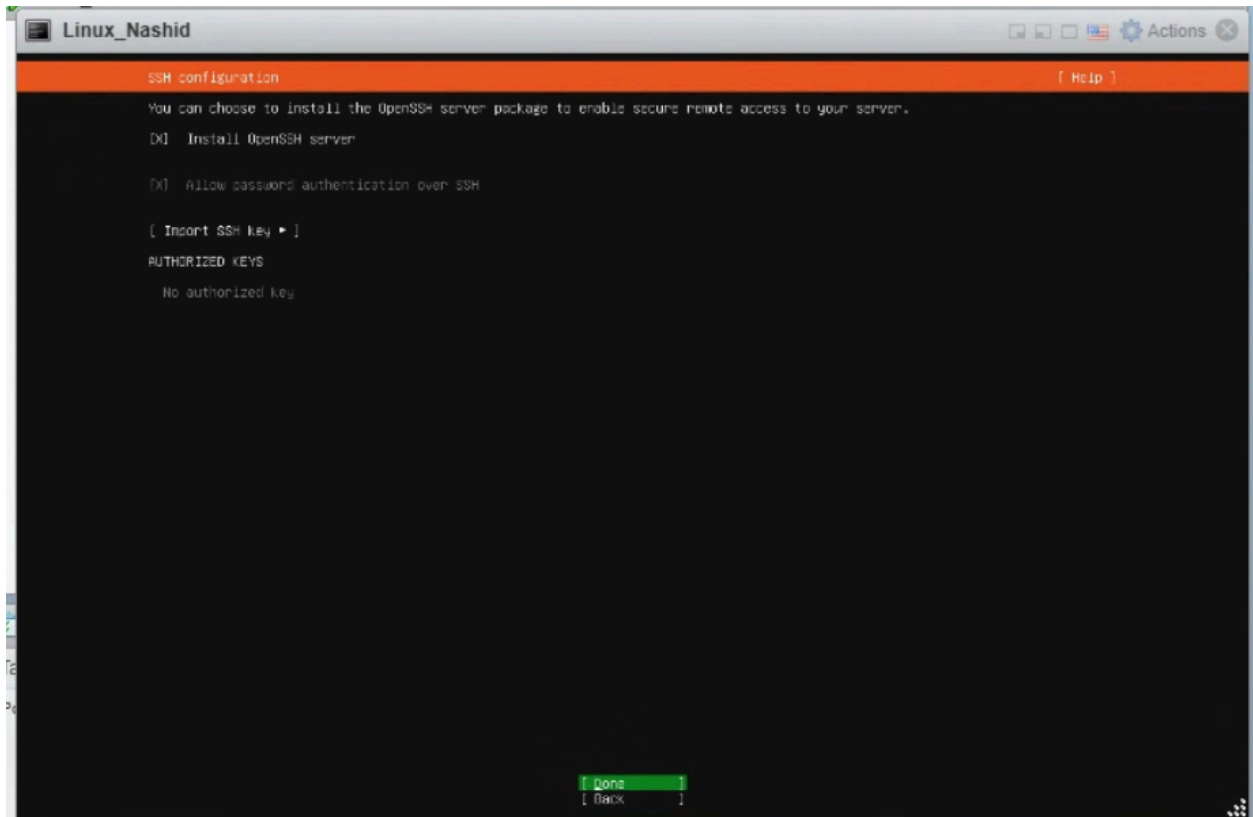 Linux_Nashid
Actions
SSH configuration [ Help ]
You can choose to install the OpenSSH server package to enable secure remote access to your server.
[X] Install OpenSSH server
[X] Allow password authentication over SSH
[ Import SSH key ► ]
AUTHORIZED KEYS
No authorized key
[ Done ]
[ Back ]